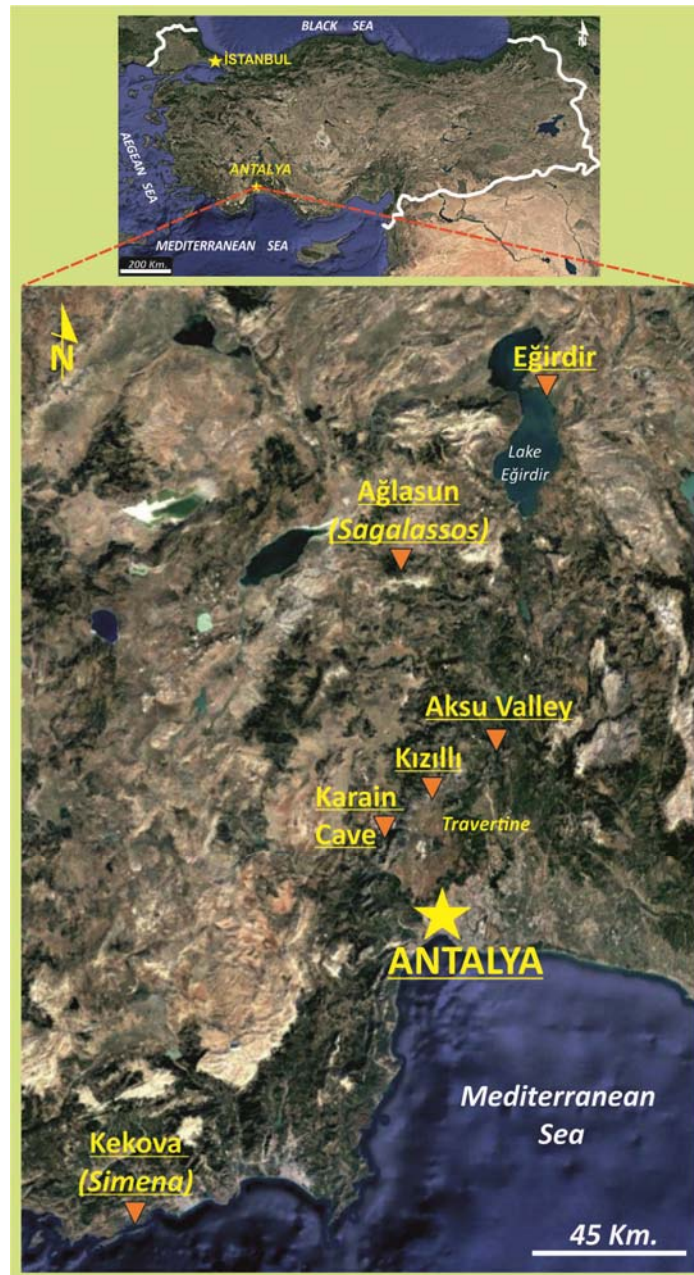 BLACK SEA
İSTANBUL
AEGEAN SEA
ANTALYA
MEDITERRANEAN SEA
200 Km.
N
Eğirdir
Lake
Eğirdir
Ağlasun
(Sagalassos)
Aksu Valley
Kızıllı
Karain
Cave
Travertine
ANTALYA
Mediterranean
Sea
Kekova
(Simena)
45 Km.